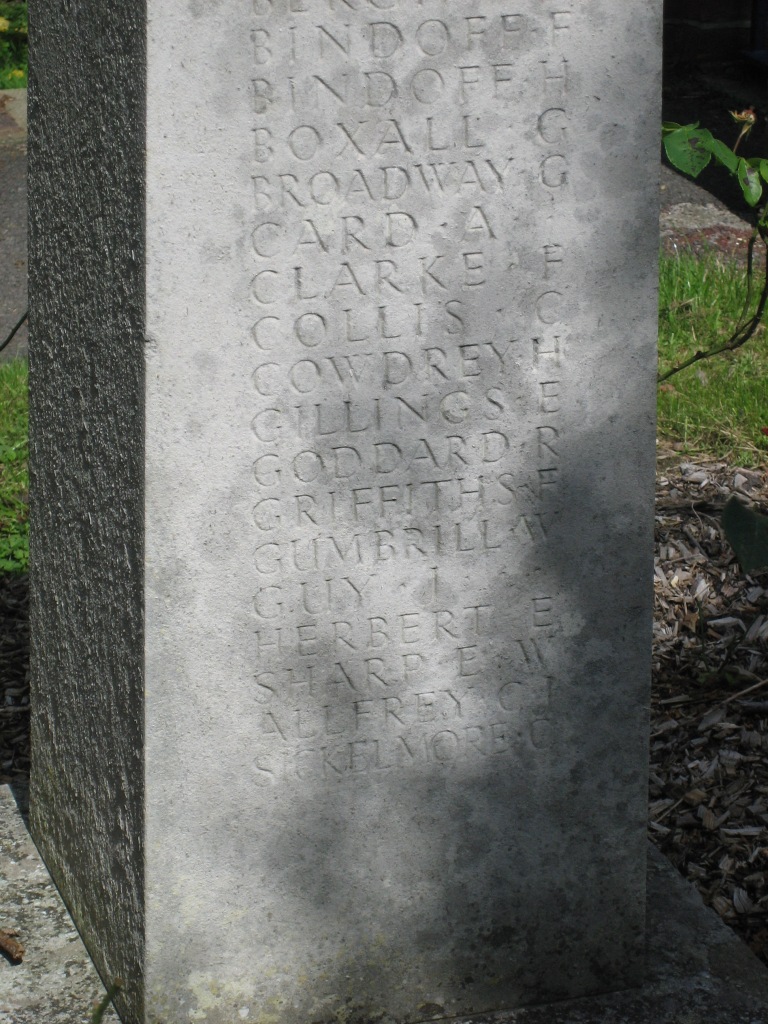 BINDOFF · F
BINDOFF · H
BOXALL · G
BROADWAY · G
CARD · A
CLARKE · F
COLLIS · C
COWDREY · H
GILLINGS · E
GODDARD · R
GRIFFITHS · F
GUMBRILL · W
GUY · J
HERBERT E
SHARP E · W
ALLFREY · C I
SICKELMORE · C